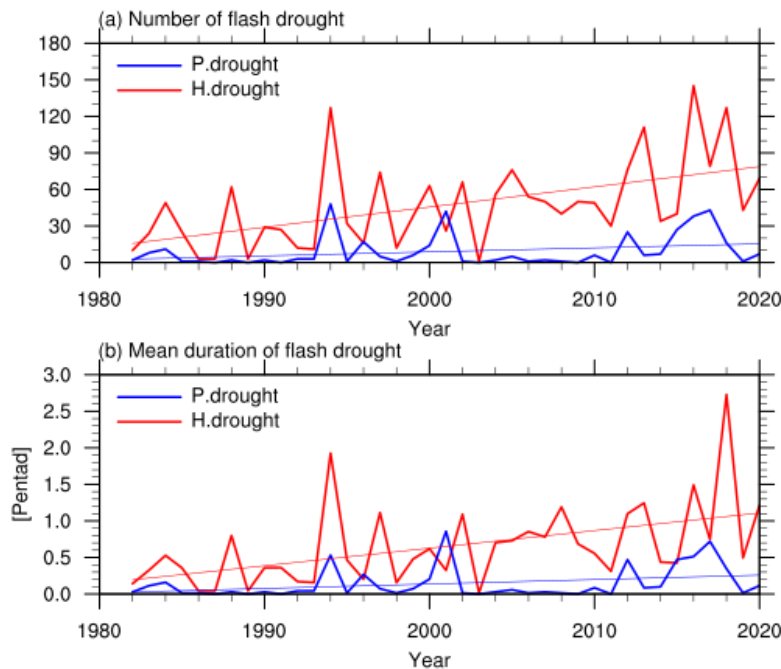 (a) Number of flash drought
180
150
120
90
60
30
0
P.drought
H.drought
1980 1990 2000 2010 2020
Year
(b) Mean duration of flash drought
3.0
2.5
2.0
1.5
1.0
0.5
0.0
[Pentad]
P.drought
H.drought
1980 1990 2000 2010 2020
Year